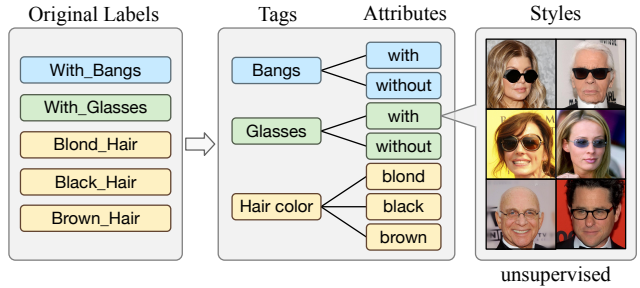 Original Labels
Tags
Attributes
Styles
With_Bangs
With_Glasses
Blond_Hair
Black_Hair
Brown_Hair
Bangs
with
without
Glasses
with
without
Hair color
blond
black
brown
unsupervised